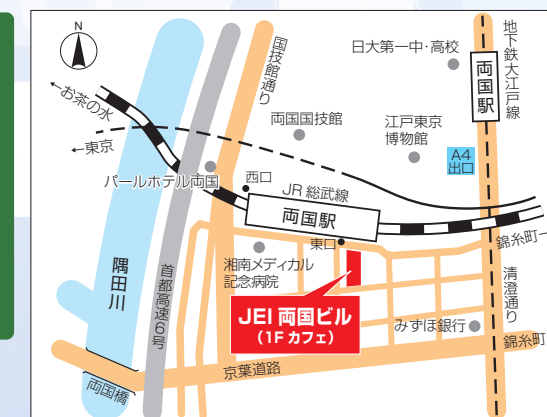 N
国技館通り
日大第一中・高校
両国駅
地下鉄大江戸線
←お茶の水
←東京
両国国技館
江戸東京
博物館
A4
出口
パールホテル両国
西口
JR総武線
両国駅
東口
錦糸町→
隅田川
首都高速6号
湘南メディカル
記念病院
JEI 両国ビル
(1F カフェ)
清澄通り
みずほ銀行
錦糸町
京葉道路
両国橋